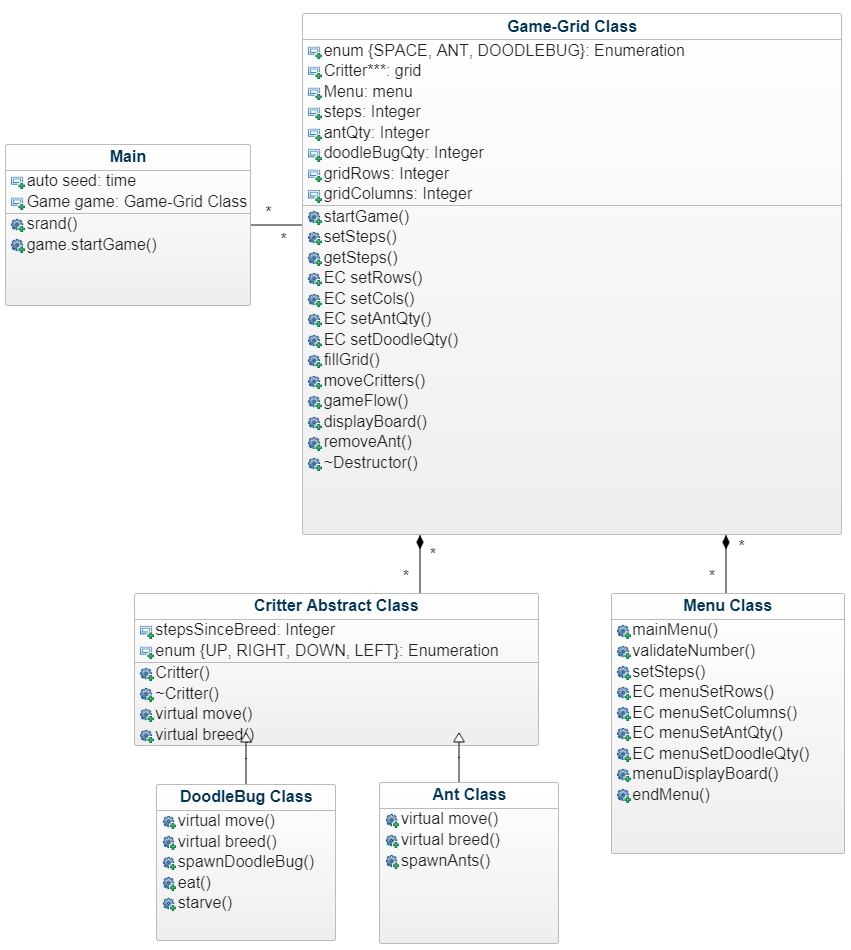 Game-Grid Class
enum {SPACE, ANT, DOODLEBUG}: Enumeration
Critter***: grid
Menu: menu
steps: Integer
antQty: Integer
doodleBugQty: Integer
gridRows: Integer
gridColumns: Integer
startGame()
setSteps()
getSteps()
EC setRows()
EC setCols()
EC setAntQty()
EC setDoodleQty()
fillGrid()
moveCritters()
gameFlow()
displayBoard()
removeAnt()
~Destructor()
Main
auto seed: time
Game game: Game-Grid Class
srand()
game.startGame()
*
*
*
*
*
*
Critter Abstract Class
stepsSinceBreed: Integer
enum {UP, RIGHT, DOWN, LEFT}: Enumeration
Critter()
~Critter()
virtual move()
virtual breed()
Menu Class
mainMenu()
validateNumber()
setSteps()
EC menuSetRows()
EC menuSetColumns()
EC menuSetAntQty()
EC menuSetDoodleQty()
menuDisplayBoard()
endMenu()
DoodleBug Class
virtual move()
virtual breed()
spawnDoodleBug()
eat()
starve()
Ant Class
virtual move()
virtual breed()
spawnAnts()